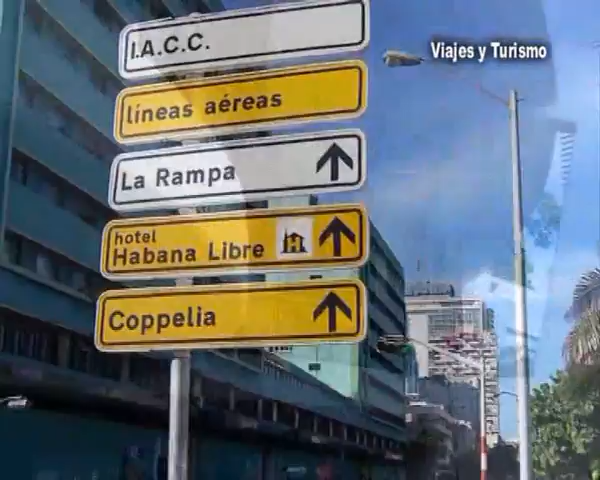 Viajes y Turismo
I.A.C.C.
líneas aéreas
La Rampa
hotel
Habana Libre
Coppelia